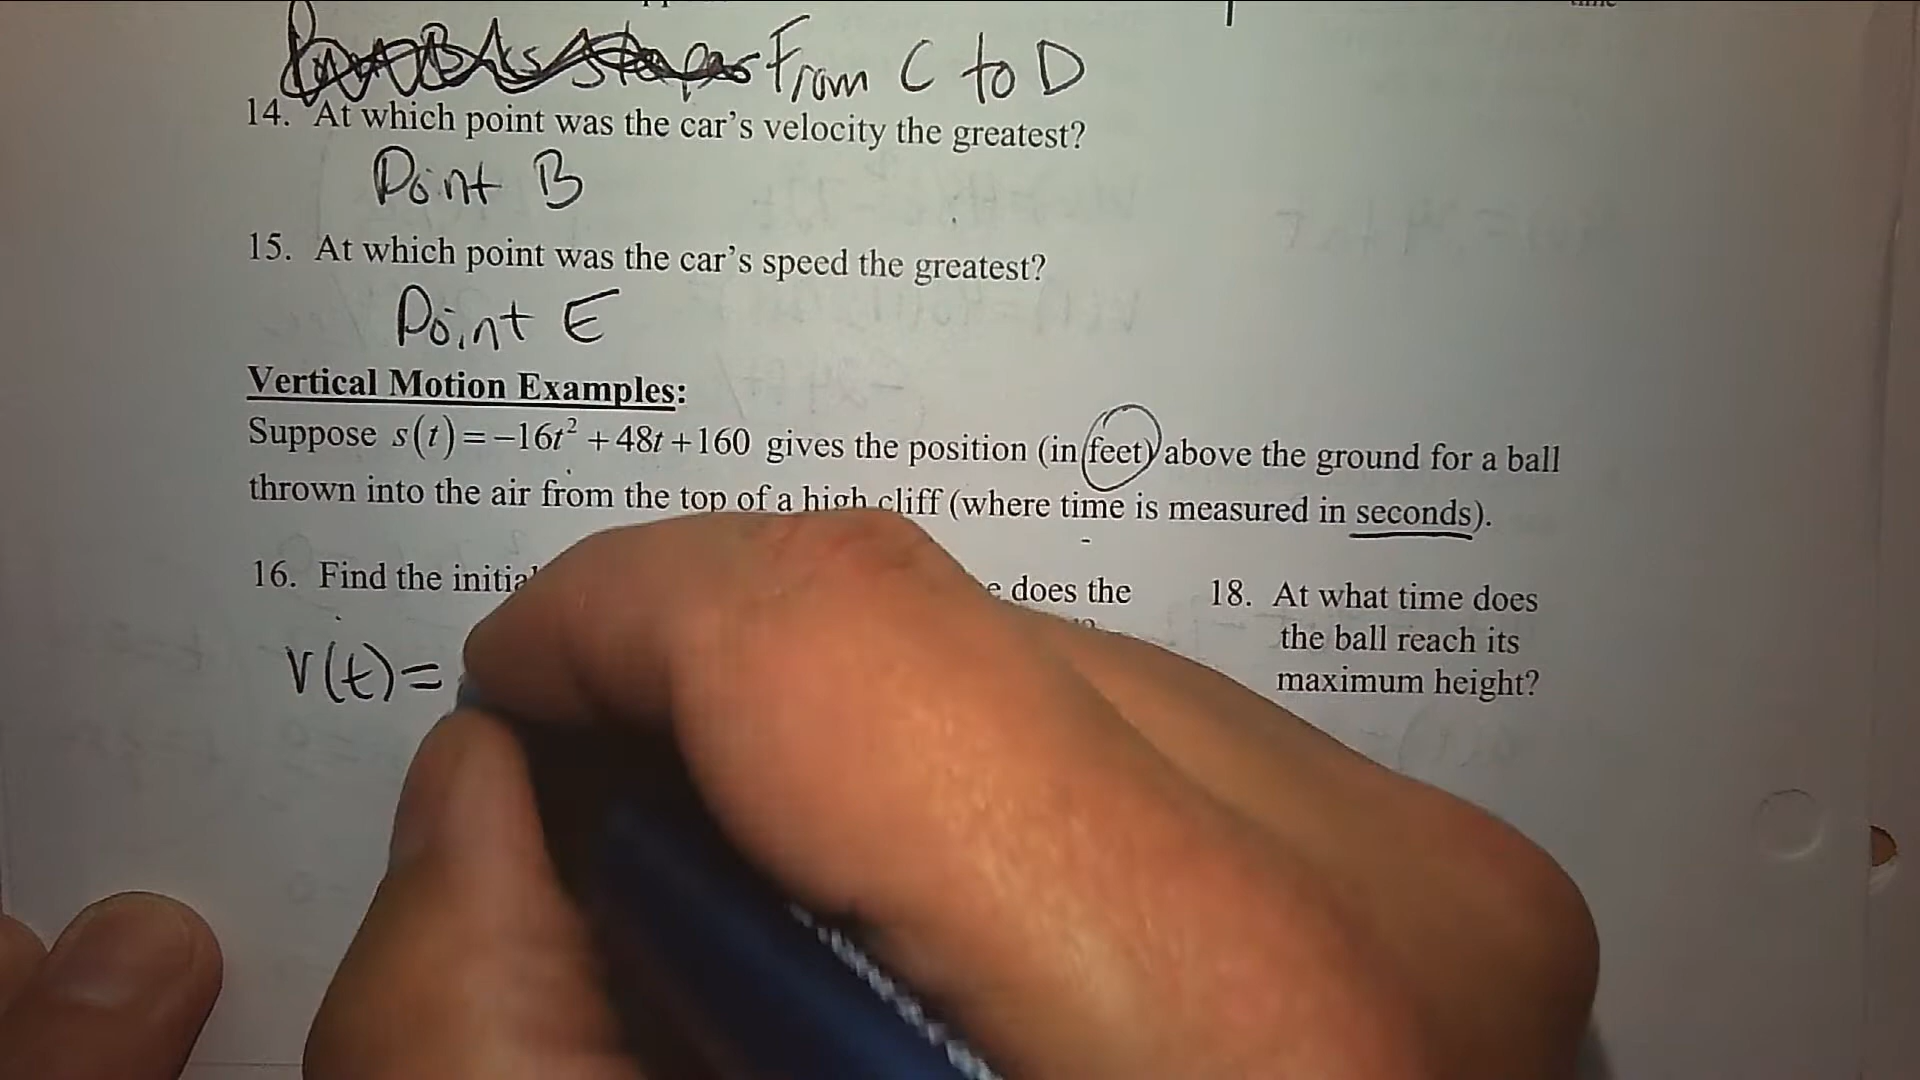 From C to D
14. At which point was the car's velocity the greatest?
Point B
15. At which point was the car's speed the greatest?
Point E
Vertical Motion Examples:
Suppose s(t)=−16t²+48t+160 gives the position (in feet) above the ground for a ball
thrown into the air from the top of a high cliff (where time is measured in seconds).
16. Find the
does the
v(t)=
18. At what time does
the ball reach its
maximum height?